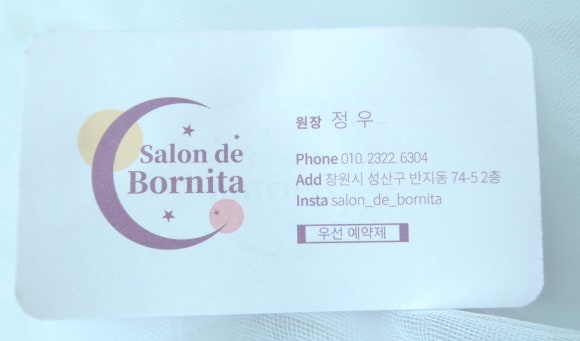 Salon de
Bornita
원장 정 우
Phone 010. 2322. 6304
Add 창원시 성산구 반지동 74-5 2층
Insta salon_de_bornita
우선 예약제